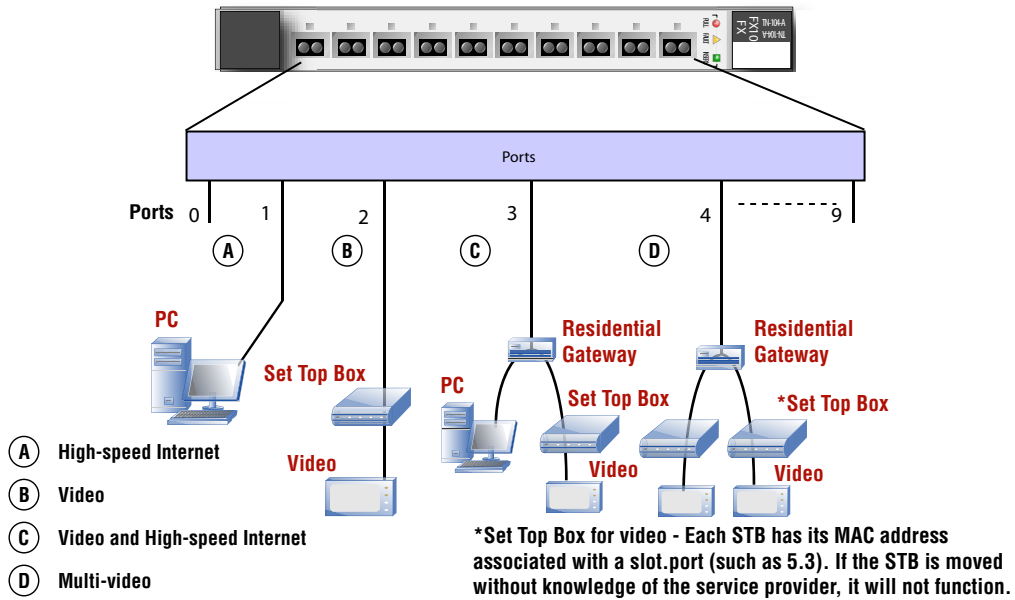 FX10
FX
TN-104-A
Ports
Ports 0 1 2 3 4 9
A B C D
PC
Residential
Gateway
Residential
Gateway
Set Top Box
PC
Set Top Box
*Set Top Box
Video
Video
Video
A High-speed Internet
B Video
C Video and High-speed Internet
D Multi-video
*Set Top Box for video - Each STB has its MAC address
associated with a slot.port (such as 5.3). If the STB is moved
without knowledge of the service provider, it will not function.